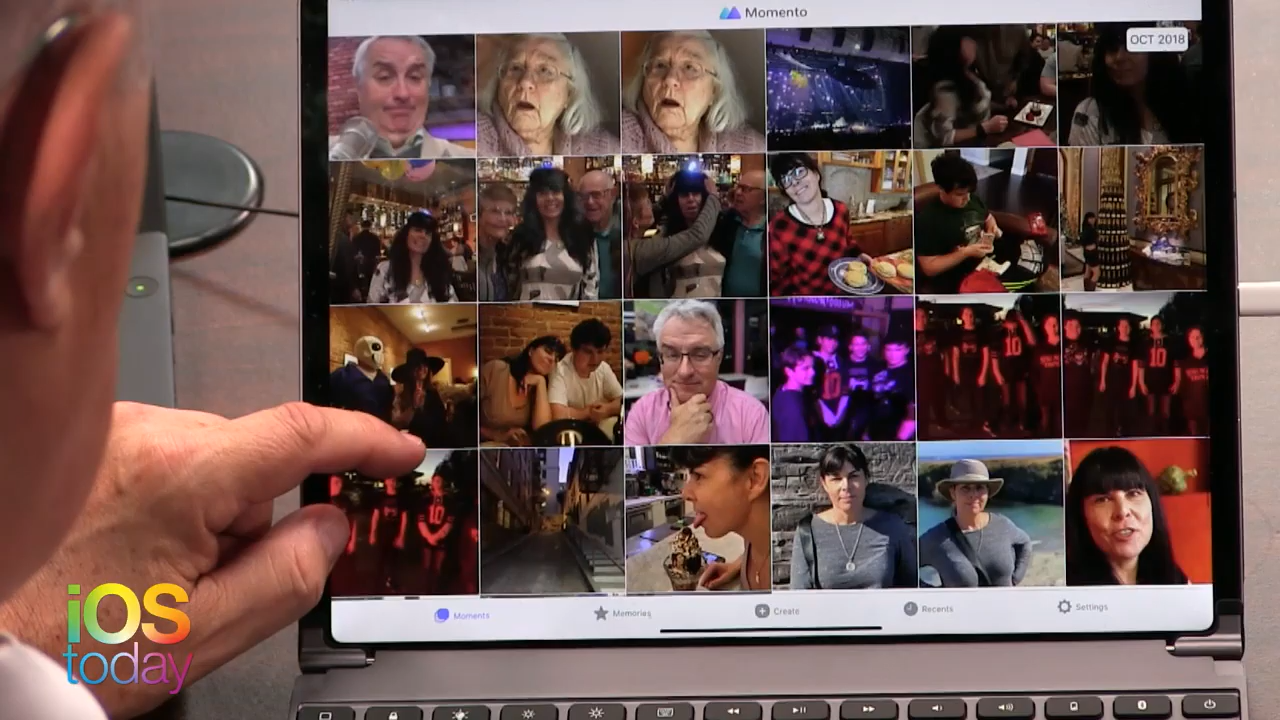 Momento
OCT 2018
10
10
10
Moments
Memories
Create
Recents
Settings
iOS
today